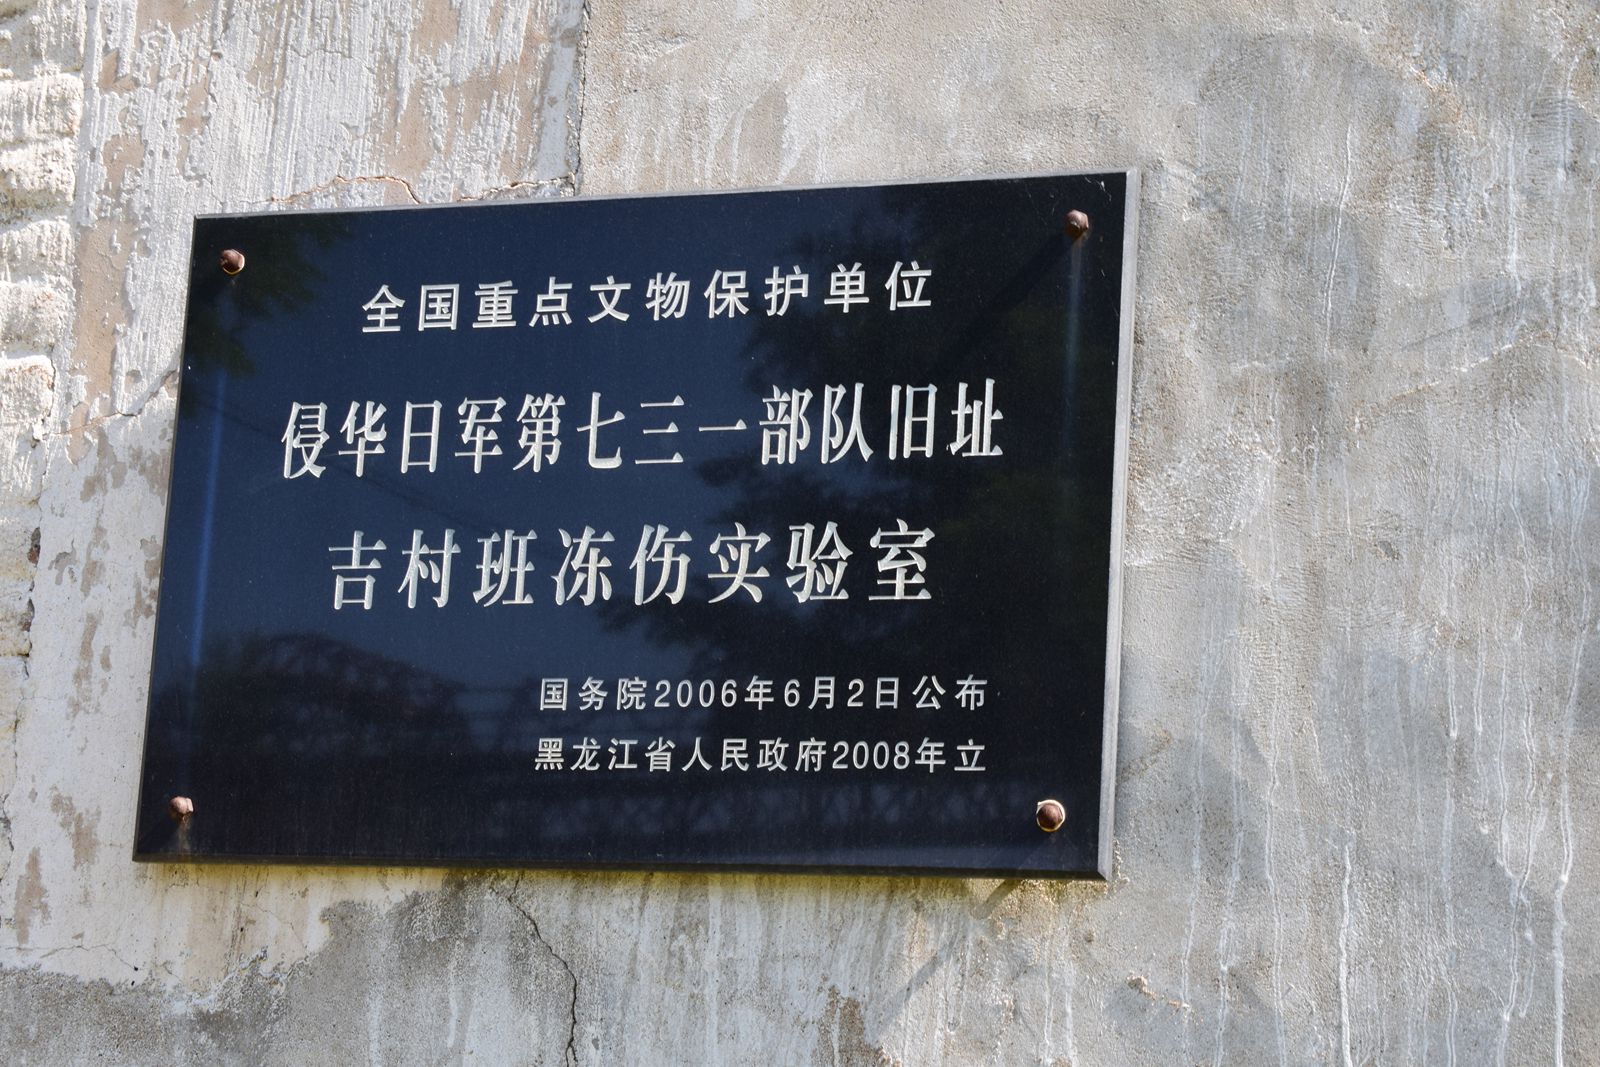 全国重点文物保护单位
侵华日军第七三一部队旧址
吉村班冻伤实验室
国务院2006年6月2日公布
黑龙江省人民政府2008年立